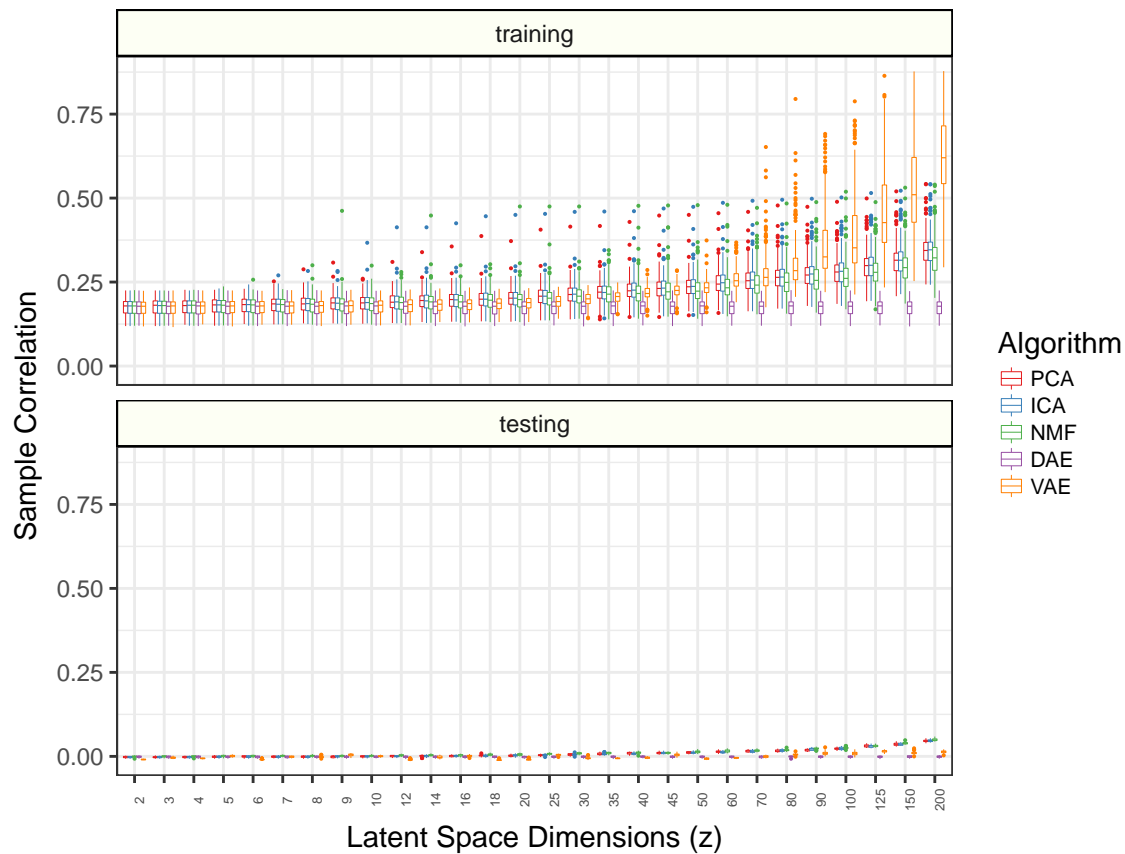 training
0.75
0.50
0.25
0.00
testing
0.75
0.50
0.25
0.00
Sample Correlation
2 3 4 5 6 7 8 9 10 12 14 16 18 20 25 30 35 40 45 50 60 70 80 90 100 125 150 200
Latent Space Dimensions (z)
Algorithm
PCA
ICA
NMF
DAE
VAE